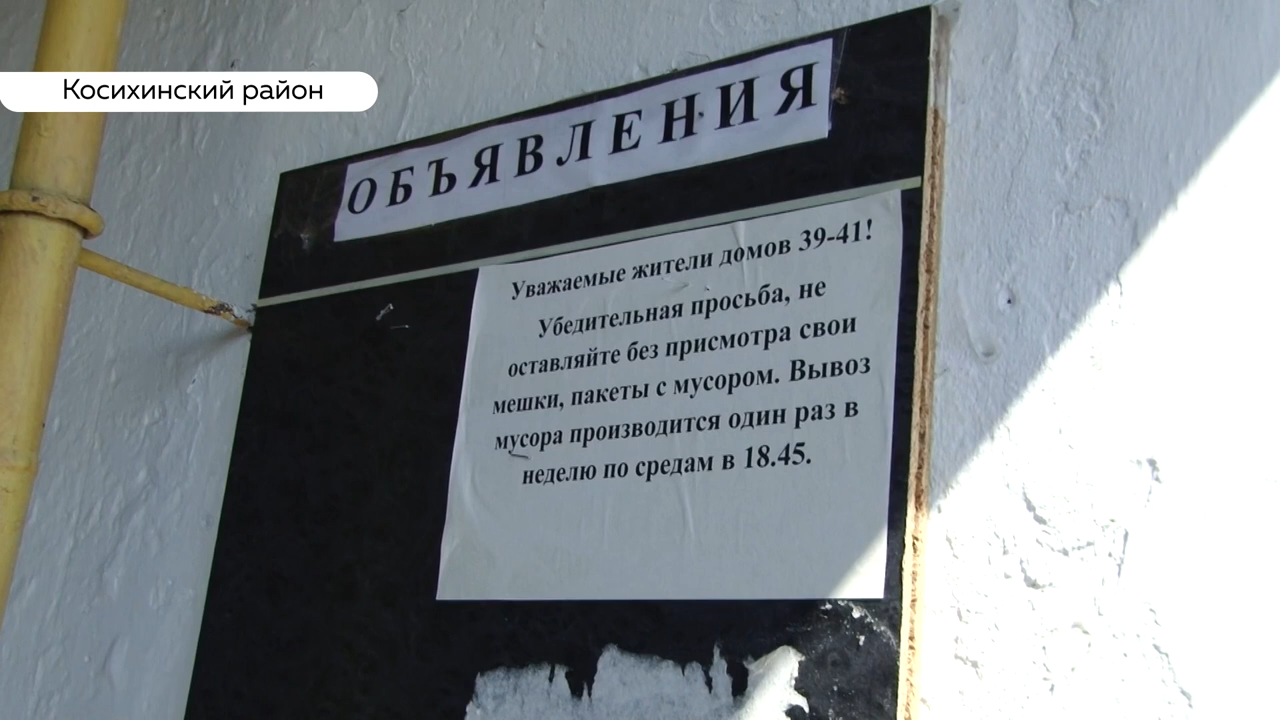 Косихинский район
ОБЪЯВЛЕНИЯ
Уважаемые жители домов 39-41!
Убедительная просьба, не
оставляйте без присмотра свои
мешки, пакеты с мусором. Вывоз
мусора производится один раз в
неделю по средам в 18.45.